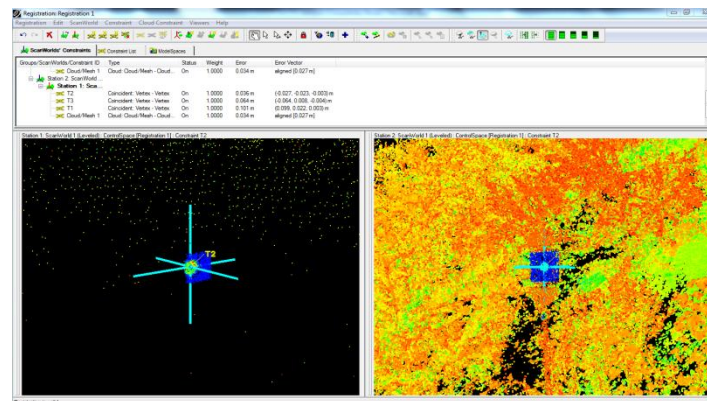 Registration: Registration 1
Registration Edit ScanWorld Constraint Cloud Constraint Viewers Help
ScanWorlds' Constraints Constraint List ModelSpaces
Groups/ScanWorlds/Constraint ID Type Status Weight Error Error Vector
Cloud/Mesh 1 Cloud: Cloud/Mesh - Cloud... On 1.0000 0.034 m aligned [0.027 m]
Station 2: ScanWorld ...
Station 1: Sca...
T2 Coincident: Vertex - Vertex On 1.0000 0.036 m (-0.027, -0.023, -0.003) m
T3 Coincident: Vertex - Vertex On 1.0000 0.064 m (-0.064, 0.008, -0.004) m
T1 Coincident: Vertex - Vertex On 1.0000 0.101 m (0.099, 0.022, 0.003) m
Cloud/Mesh 1 Cloud: Cloud/Mesh - Cloud... On 1.0000 0.034 m aligned [0.027 m]
Station 1: ScanWorld 1 (Leveled) : ControlSpace [Registration 1] : Constraint T2
Station 2: ScanWorld 1 (Leveled) : ControlSpace [Registration 1] : Constraint T2
T2